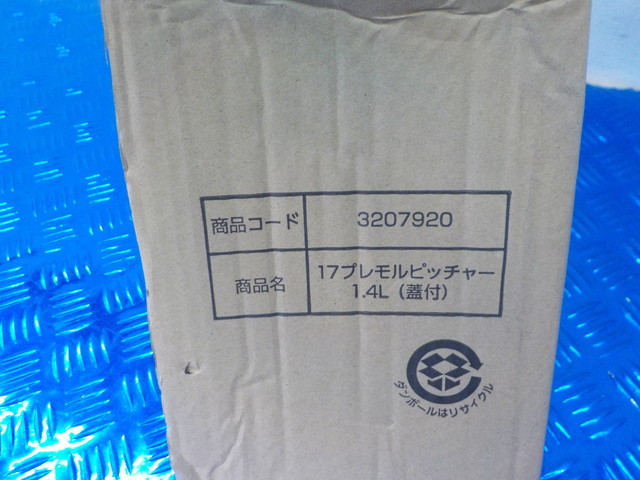 商品コード 3207920
商品名 17プレモルピッチャー
1.4L（蓋付）
ダンボールはリサイクル